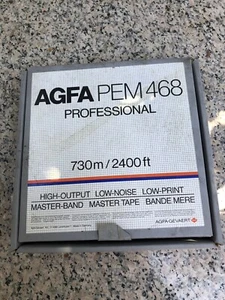 AGFA PEM 468
PROFESSIONAL
730m/2400ft
HIGH-OUTPUT LOW-NOISE LOW-PRINT
MASTER-BAND MASTER TAPE BANDE MERE
AGFA-GEVAERT